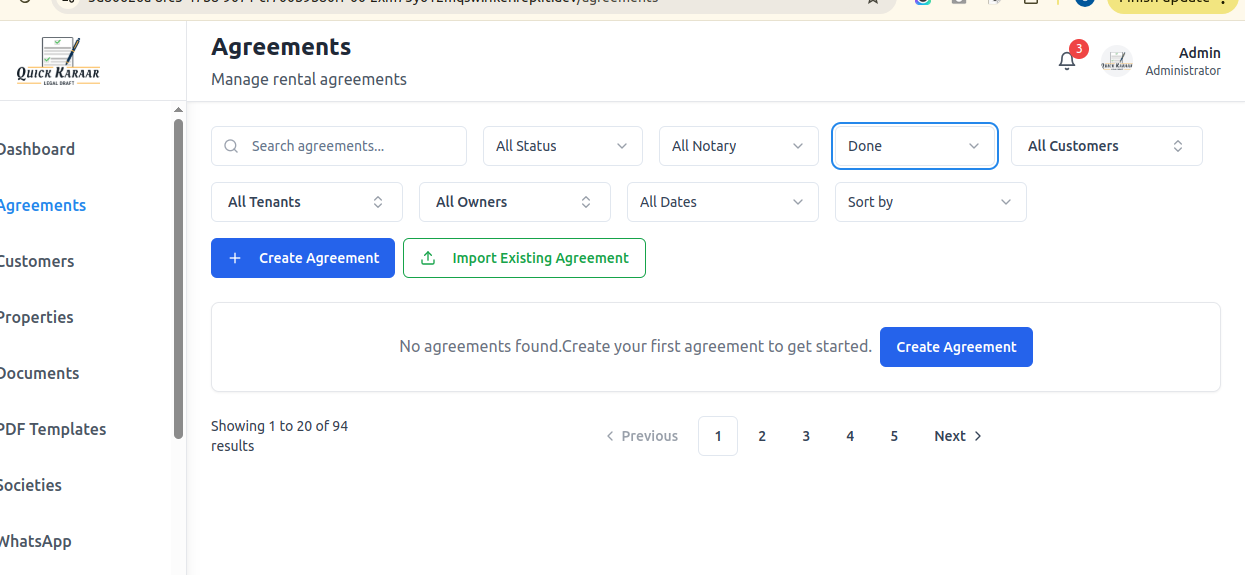 /agreements
Finish update
QUICK KARAAR
LEGAL DRAFT
Agreements
Manage rental agreements
3
Admin
Administrator
Dashboard
Agreements
Customers
Properties
Documents
PDF Templates
Societies
WhatsApp
Search agreements...
All Status
All Notary
Done
All Customers
All Tenants
All Owners
All Dates
Sort by
Create Agreement
Import Existing Agreement
No agreements found.Create your first agreement to get started.
Create Agreement
Showing 1 to 20 of 94
results
Previous 1 2 3 4 5 Next